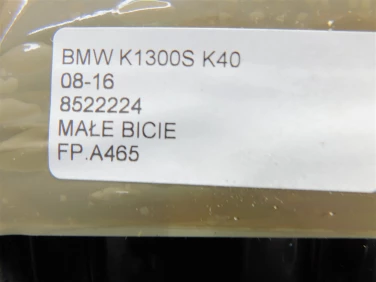 BMW K1300S K40
08-16
8522224
MAŁE BICIE
FP.A465